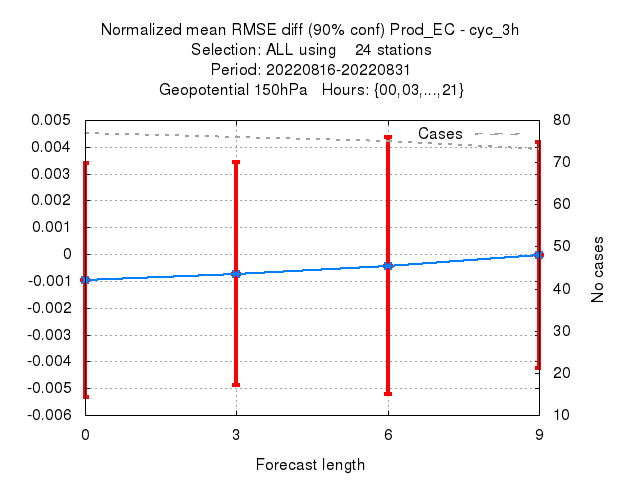 Normalized mean RMSE diff (90% conf) Prod_EC - cyc_3h
Selection: ALL using    24 stations
Period: 20220816-20220831
Geopotential 150hPa   Hours: {00,03,...,21}
0.005
0.004
0.003
0.002
0.001
0
-0.001
-0.002
-0.003
-0.004
-0.005
-0.006
Cases
80
70
60
50
40
30
20
10
No cases
0 3 6 9
Forecast length